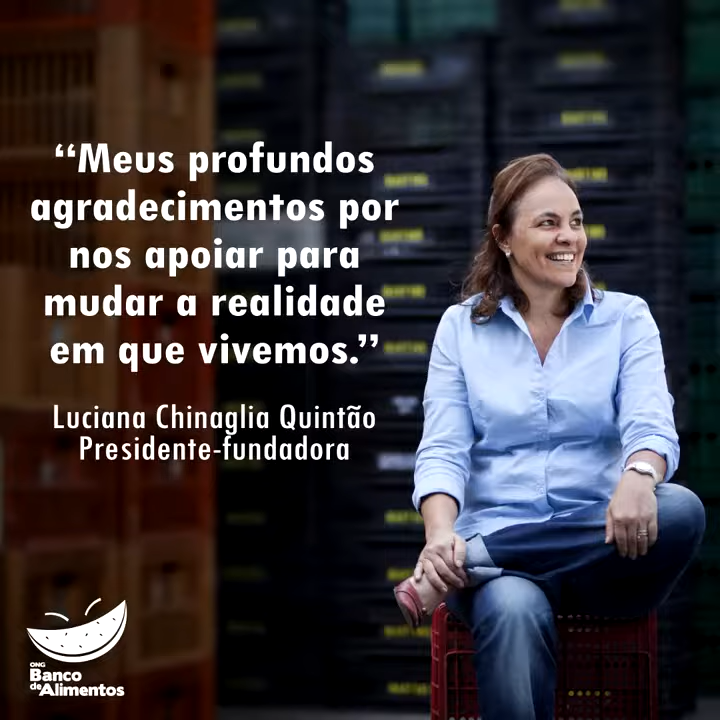 “Meus profundos
agradecimentos por
nos apoiar para
mudar a realidade
em que vivemos.”
Luciana Chinaglia Quintão
Presidente-fundadora
ONG
Banco
de Alimentos